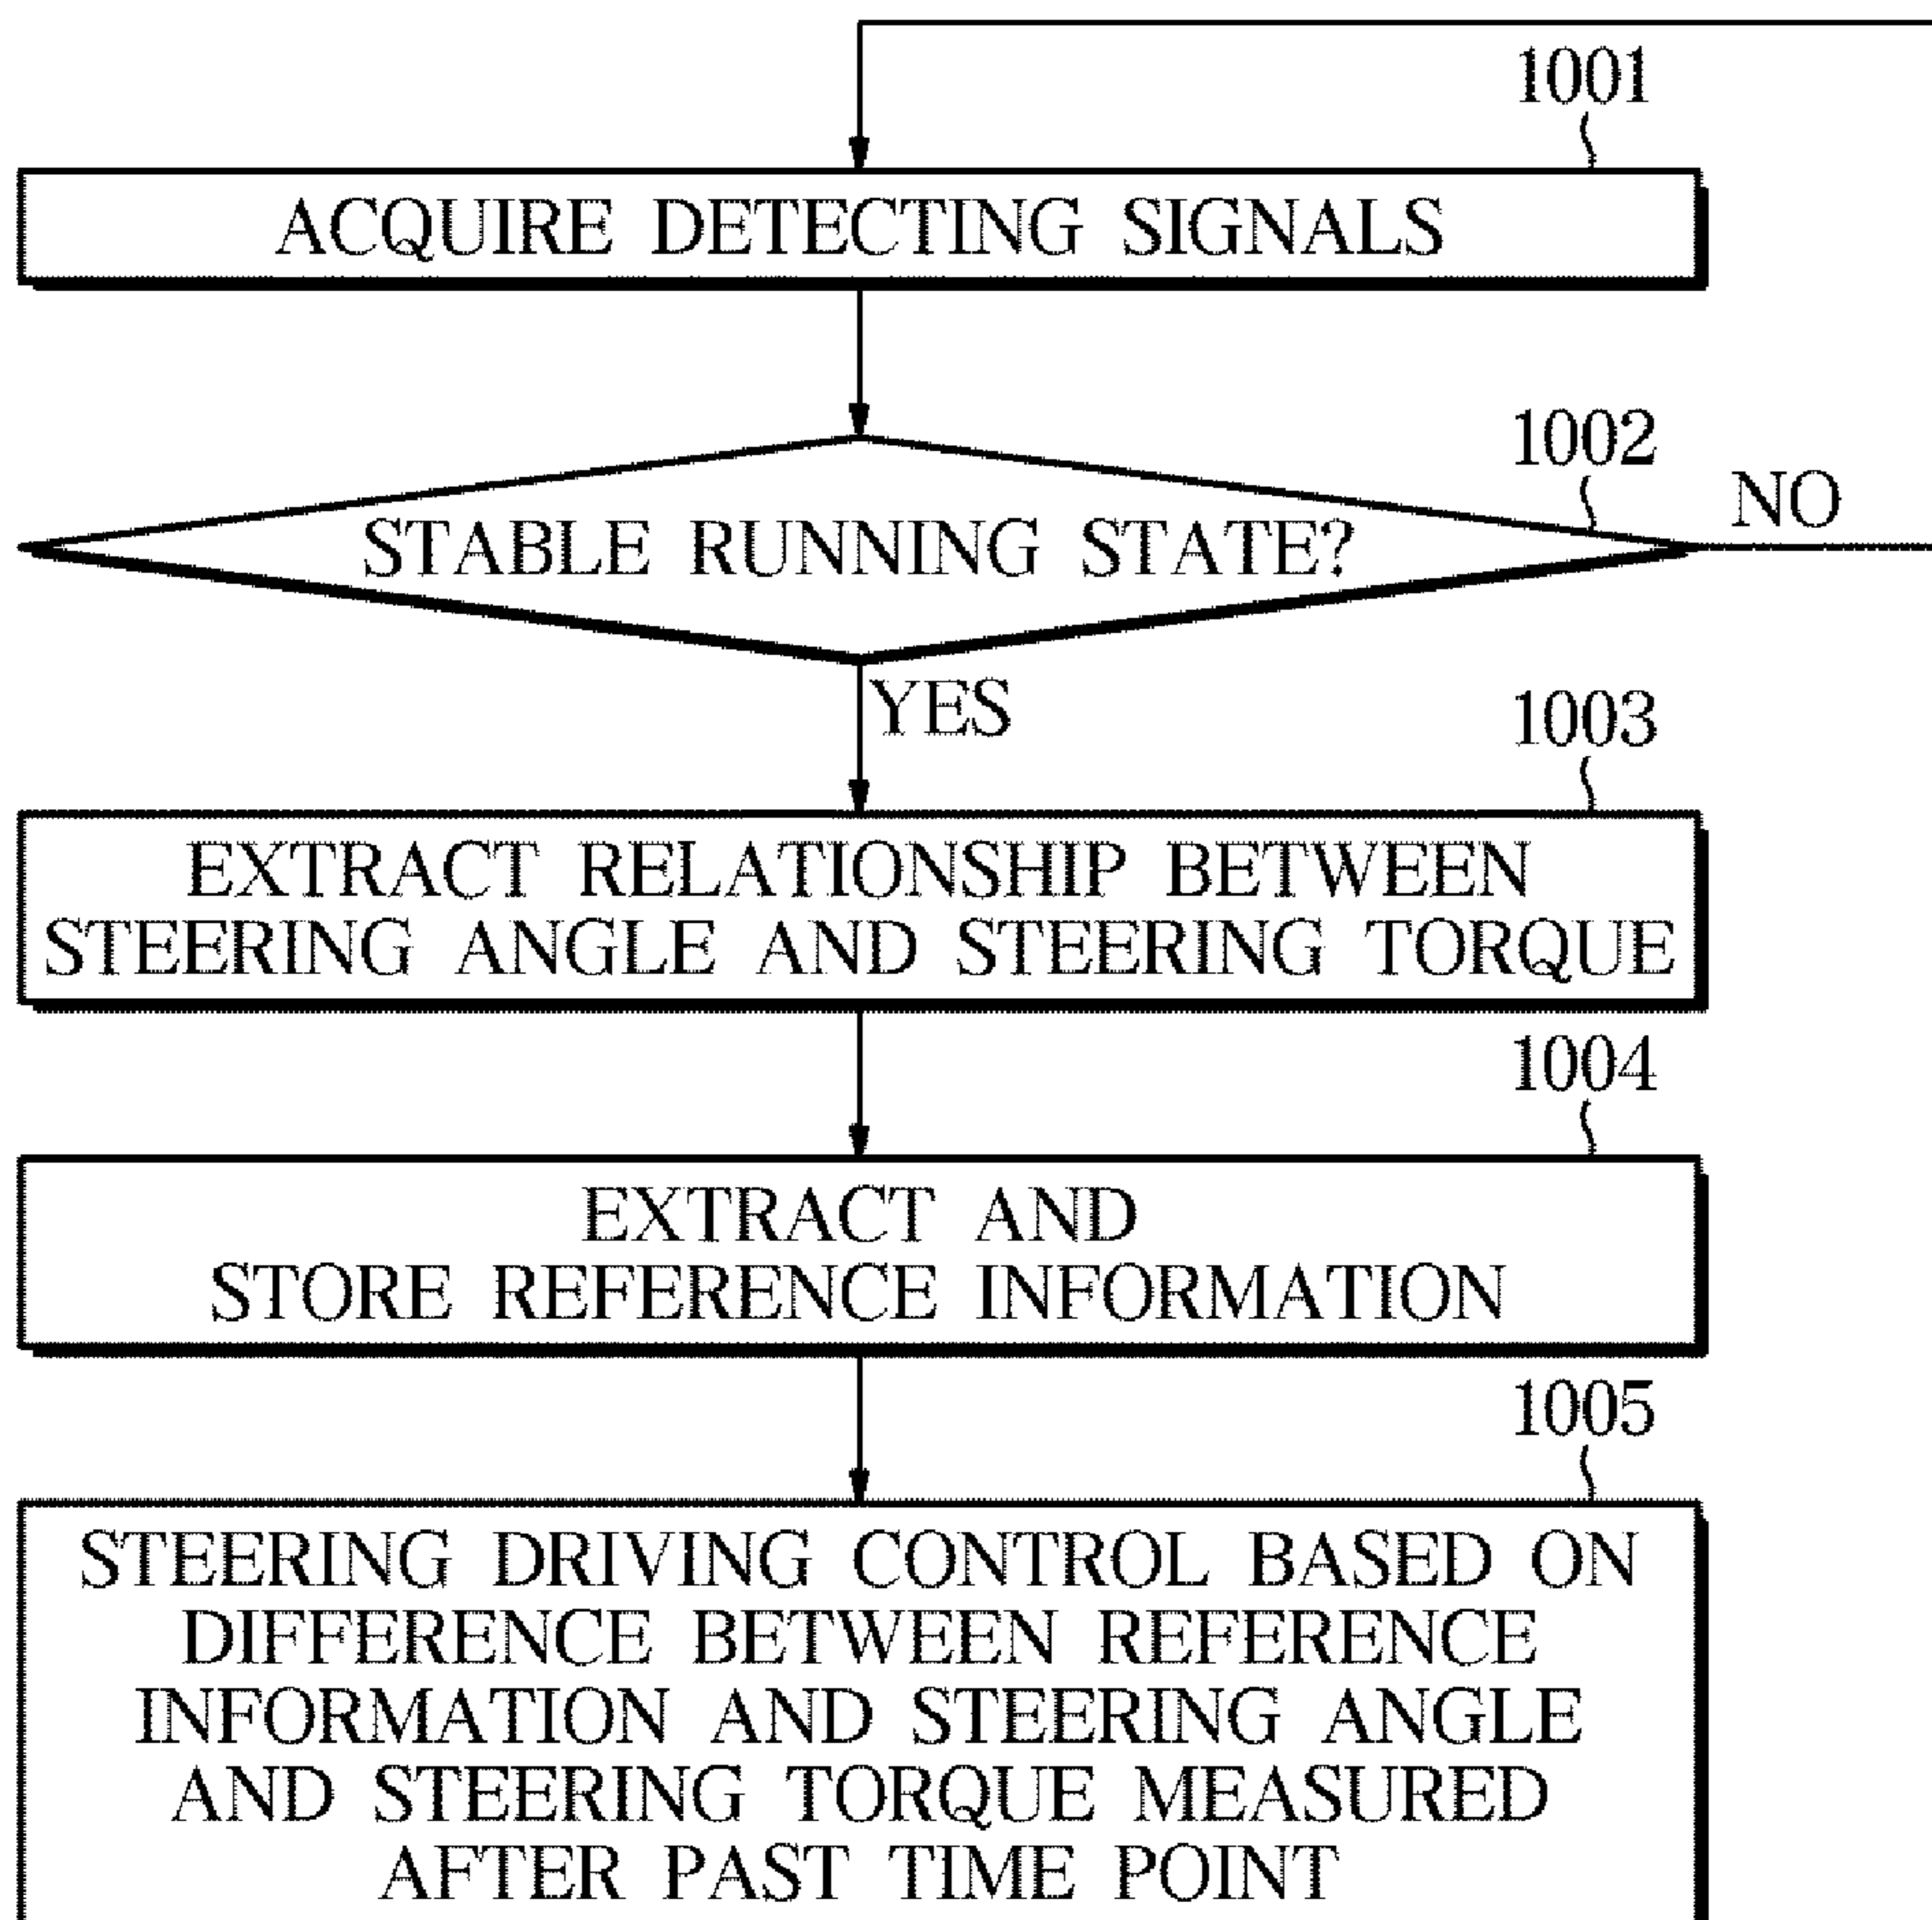 1001
ACQUIRE DETECTING SIGNALS
1002
STABLE RUNNING STATE?
NO
YES
1003
EXTRACT RELATIONSHIP BETWEEN
STEERING ANGLE AND STEERING TORQUE
1004
EXTRACT AND
STORE REFERENCE INFORMATION
1005
STEERING DRIVING CONTROL BASED ON
DIFFERENCE BETWEEN REFERENCE
INFORMATION AND STEERING ANGLE
AND STEERING TORQUE MEASURED
AFTER PAST TIME POINT